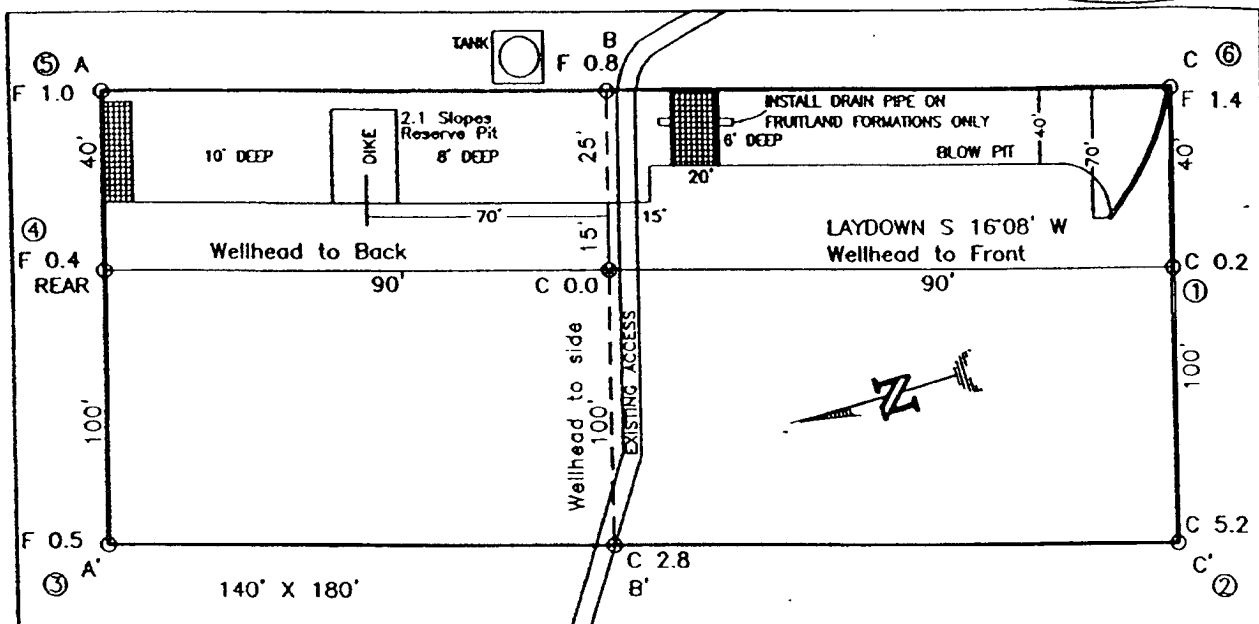 TANK
B
F 0.8
⑤ A
F 1.0
C ⑥
F 1.4
40'
10' DEEP
DIKE
2.1 Slopes
Reserve Pit
8' DEEP
25'
INSTALL DRAIN PIPE ON
FRUITLAND FORMATIONS ONLY
6' DEEP
BLOW PIT
40'
70'
40'
20'
70'
15'
15'
④
F 0.4
REAR
Wellhead to Back
90'
C 0.0
LAYDOWN S 16°08' W
Wellhead to Front
90'
C 0.2
①
100'
Wellhead to side
100'
EXISTING ACCESS
N
100'
F 0.5
A'
③
140' X 180'
C 2.8
B'
C 5.2
C'
②